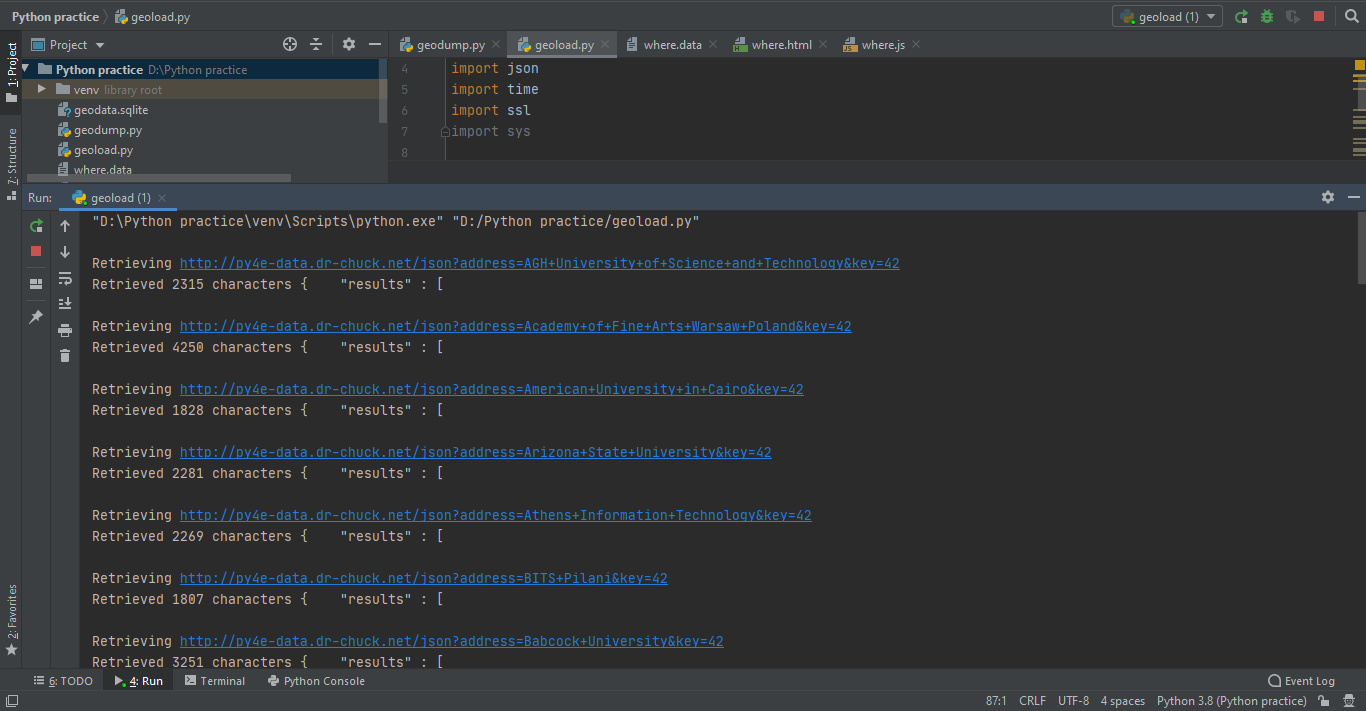 Python practice geoload.py geoload (1)
1: Project
Project
geodump.py geoload.py where.data where.html where.js
Python practice D:\Python practice
venv library root
geodata.sqlite
geodump.py
geoload.py
where.data
4 import json
5 import time
6 import ssl
7 import sys
8
7: Structure
Run: geoload (1)
"D:\Python practice\venv\Scripts\python.exe" "D:/Python practice/geoload.py"
Retrieving http://py4e-data.dr-chuck.net/json?address=AGH+University+of+Science+and+Technology&key=42
Retrieved 2315 characters {    "results" : [
Retrieving http://py4e-data.dr-chuck.net/json?address=Academy+of+Fine+Arts+Warsaw+Poland&key=42
Retrieved 4250 characters {    "results" : [
Retrieving http://py4e-data.dr-chuck.net/json?address=American+University+in+Cairo&key=42
Retrieved 1828 characters {    "results" : [
Retrieving http://py4e-data.dr-chuck.net/json?address=Arizona+State+University&key=42
Retrieved 2281 characters {    "results" : [
Retrieving http://py4e-data.dr-chuck.net/json?address=Athens+Information+Technology&key=42
Retrieved 2269 characters {    "results" : [
Retrieving http://py4e-data.dr-chuck.net/json?address=BITS+Pilani&key=42
Retrieved 1807 characters {    "results" : [
Retrieving http://py4e-data.dr-chuck.net/json?address=Babcock+University&key=42
Retrieved 3251 characters {    "results" : [
2: Favorites
6: TODO 4: Run Terminal Python Console Event Log
87:1 CRLF UTF-8 4 spaces Python 3.8 (Python practice)